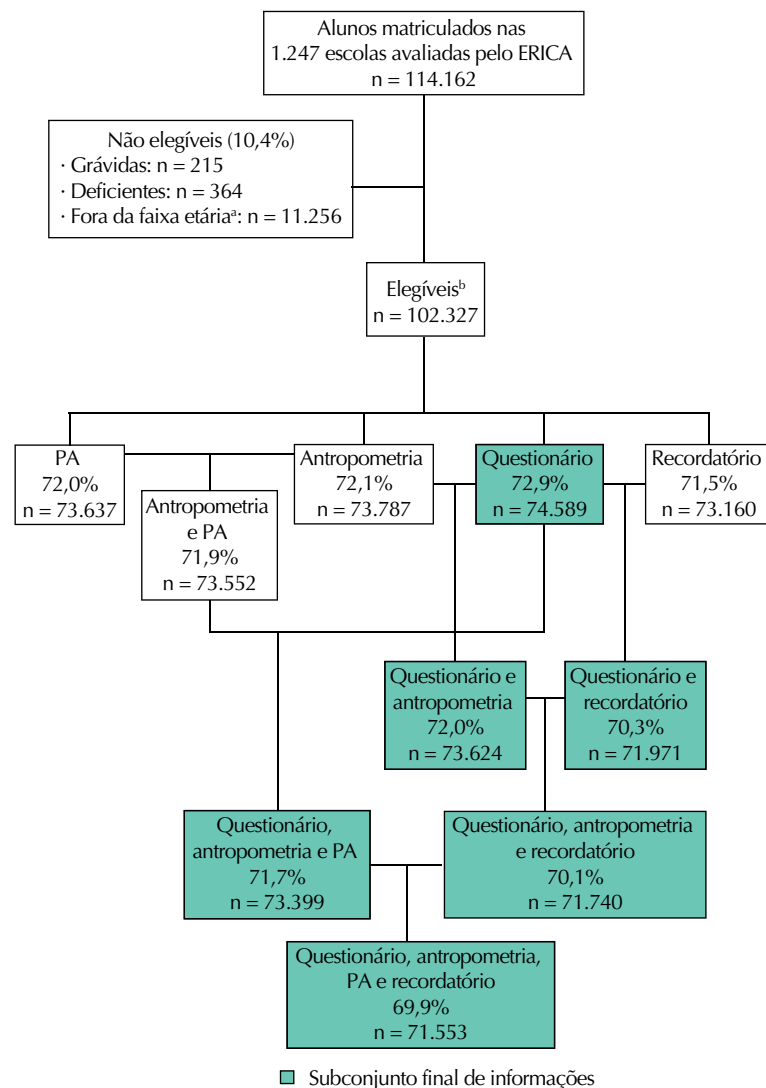 Alunos matriculados nas
1.247 escolas avaliadas pelo ERICA
n = 114.162
Não elegíveis (10,4%)
· Grávidas: n = 215
· Deficientes: n = 364
· Fora da faixa etáriaª: n = 11.256
Elegíveisᵇ
n = 102.327
PA
72,0%
n = 73.637
Antropometria
72,1%
n = 73.787
Questionário
72,9%
n = 74.589
Recordatório
71,5%
n = 73.160
Antropometria
e PA
71,9%
n = 73.552
Questionário e
antropometria
72,0%
n = 73.624
Questionário e
recordatório
70,3%
n = 71.971
Questionário,
antropometria e PA
71,7%
n = 73.399
Questionário, antropometria
e recordatório
70,1%
n = 71.740
Questionário, antropometria,
PA e recordatório
69,9%
n = 71.553
Subconjunto final de informações